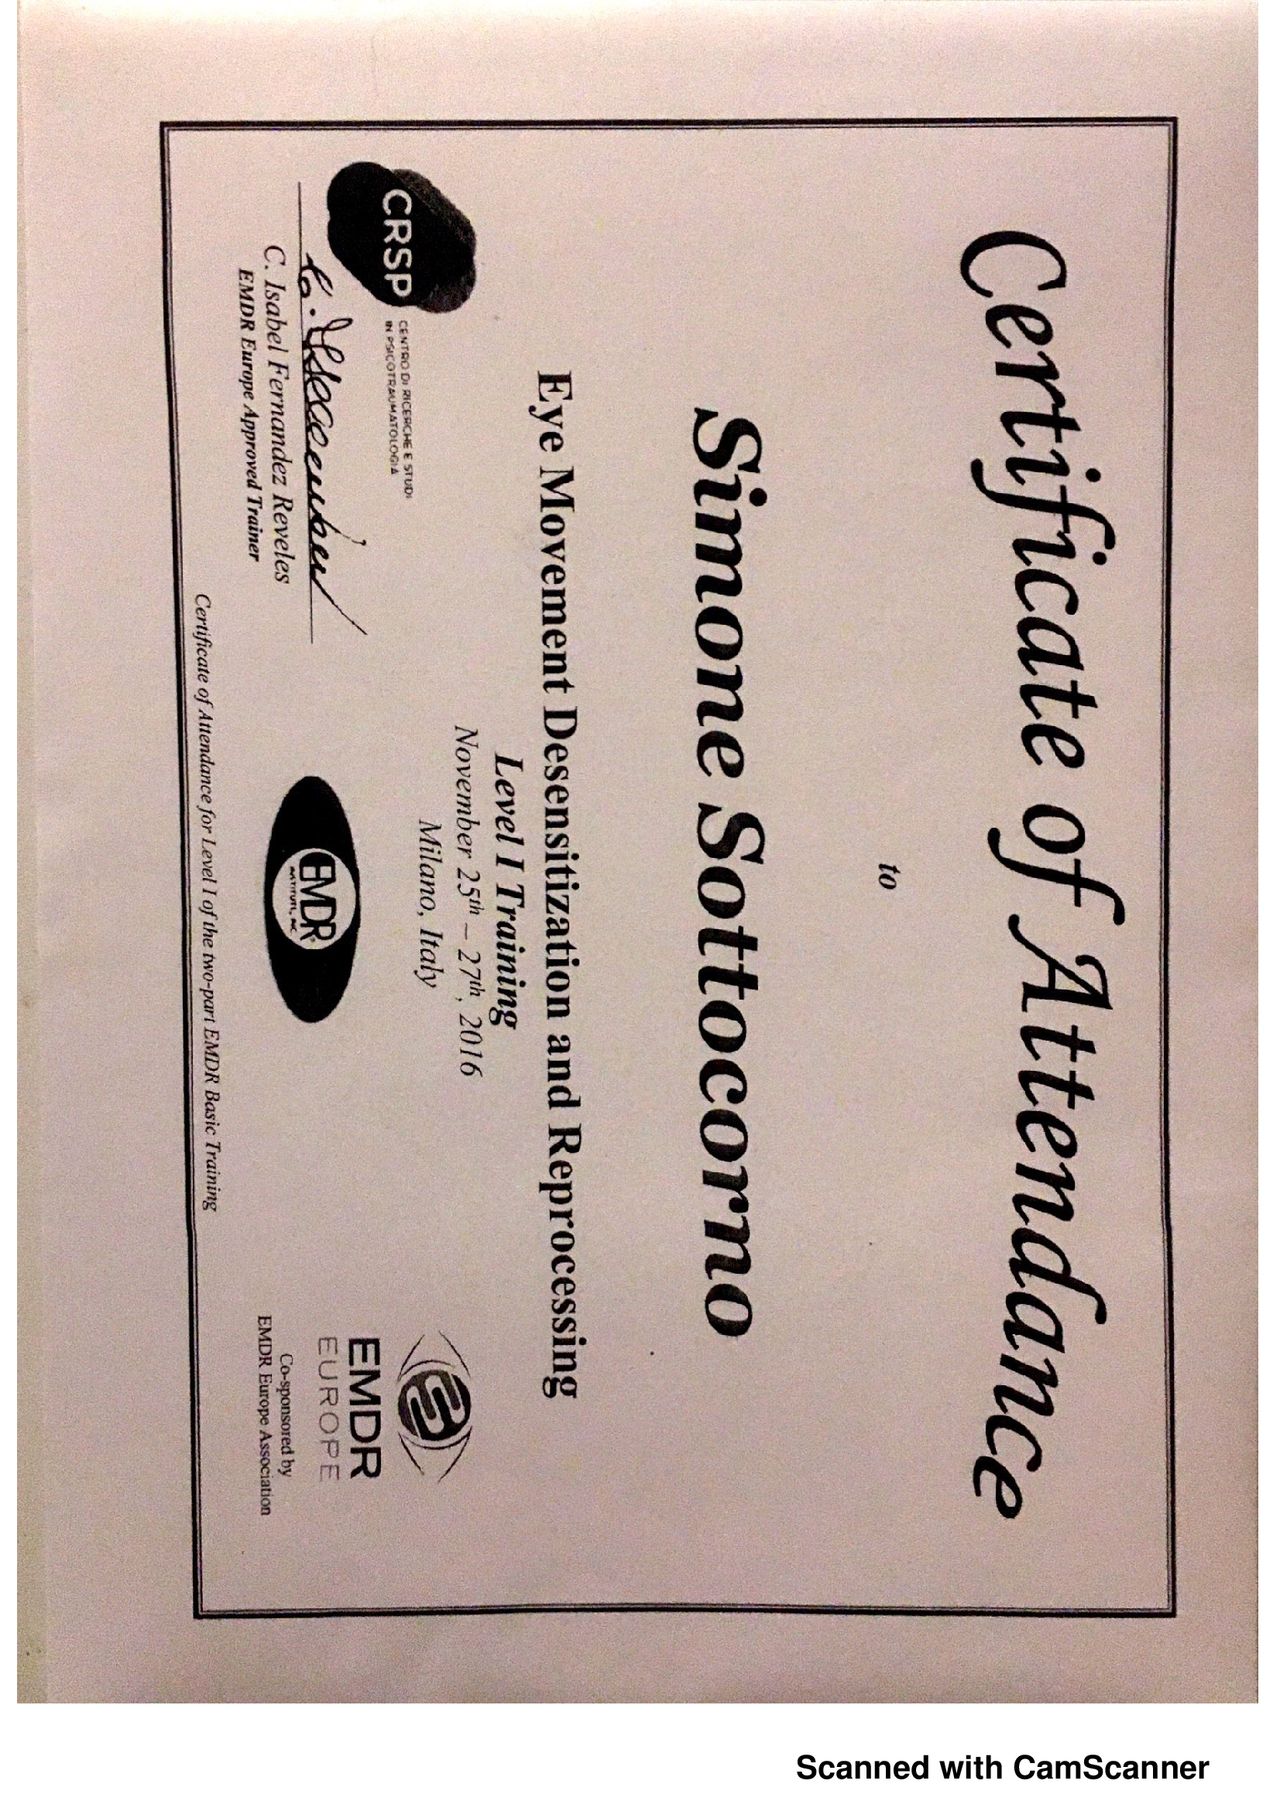 Certificate of Attendance
to
Simone Sottocorno
Eye Movement Desensitization and Reprocessing
Level I Training
November 25th – 27th, 2016
Milano, Italy
CRSP
CENTRO DI RICERCHE E STUDI
IN PSICOTRAUMATOLOGIA
C. Isabel Fernandez Reveles
EMDR Europe Approved Trainer
EMDR®
INSTITUTE, INC.
EMDR
EUROPE
Co-sponsored by
EMDR Europe Association
Certificate of Attendance for Level I of the two-part EMDR Basic Training
Scanned with CamScanner